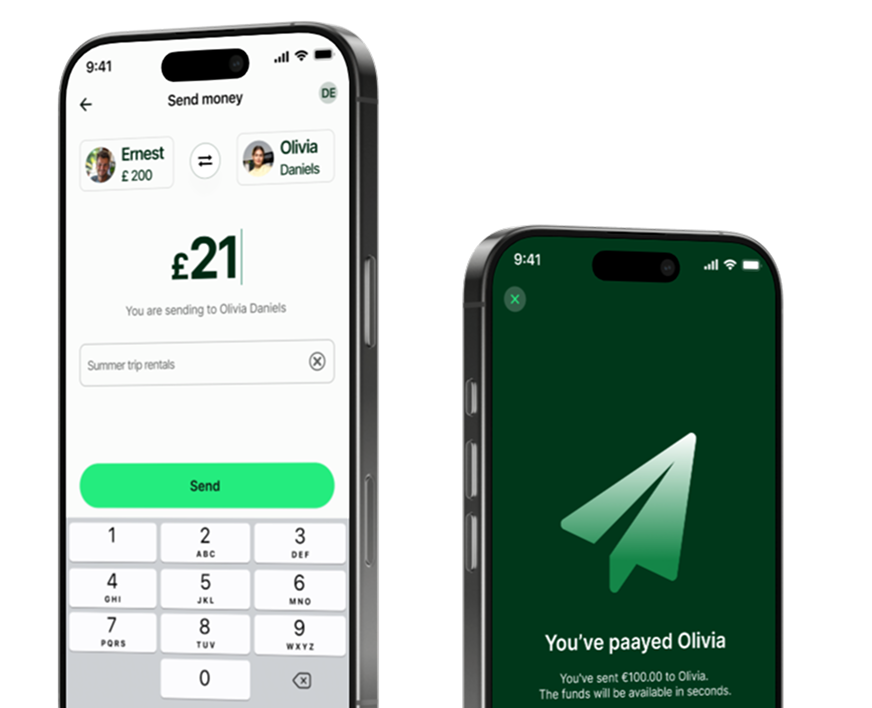 9:41
Send money
DE
Ernest
£ 200
Olivia
Daniels
£21
You are sending to Olivia Daniels
Summer trip rentals
Send
1
2
ABC
3
DEF
4
GHI
5
JKL
6
MNO
7
PQRS
8
TUV
9
WXYZ
0
9:41
You’ve paayed Olivia
You’ve sent €100.00 to Olivia.
The funds will be available in seconds.